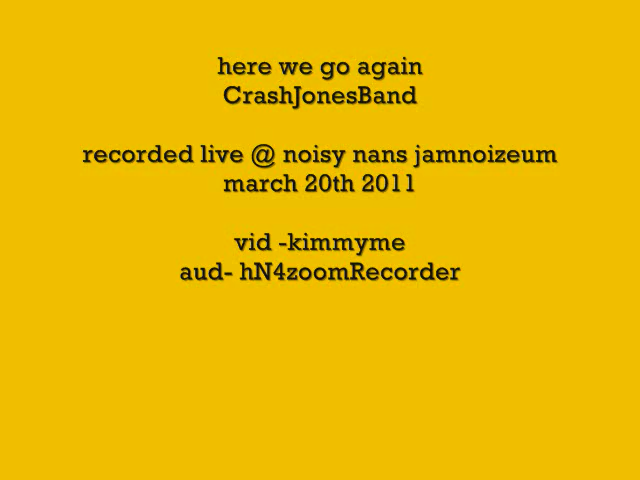 here we go again
CrashJonesBand
recorded live @ noisy nans jamnoizeum
march 20th 2011
vid -kimmyme
aud- hN4zoomRecorder